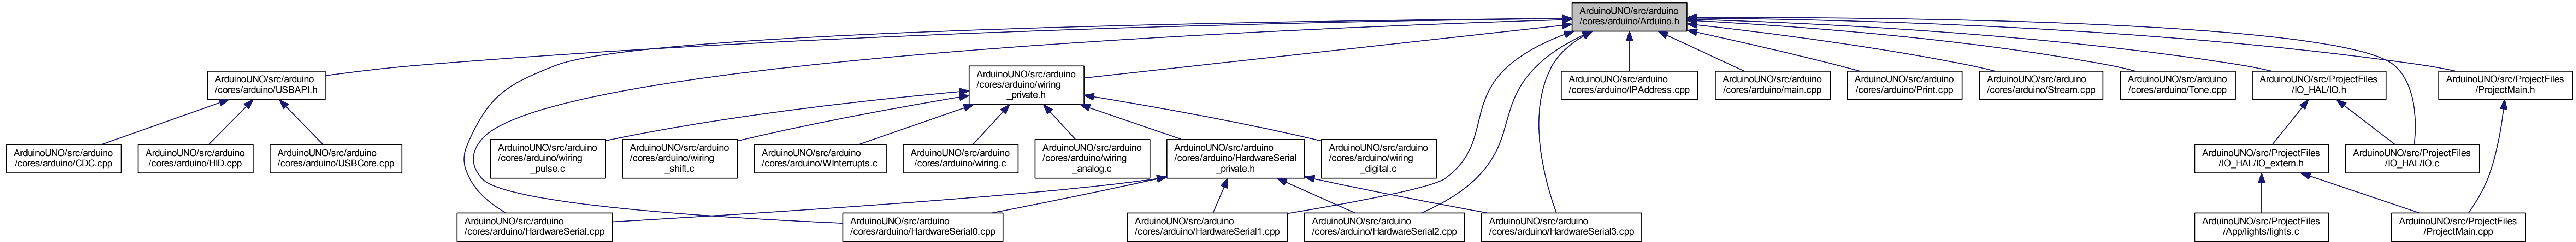 ArduinoUNO/src/arduino
/cores/arduino/Arduino.h
ArduinoUNO/src/arduino
/cores/arduino/USBAPI.h
ArduinoUNO/src/arduino
/cores/arduino/wiring
_private.h
ArduinoUNO/src/arduino
/cores/arduino/IPAddress.cpp
ArduinoUNO/src/arduino
/cores/arduino/main.cpp
ArduinoUNO/src/arduino
/cores/arduino/Print.cpp
ArduinoUNO/src/arduino
/cores/arduino/Stream.cpp
ArduinoUNO/src/arduino
/cores/arduino/Tone.cpp
ArduinoUNO/src/ProjectFiles
/IO_HAL/IO.h
ArduinoUNO/src/ProjectFiles
/ProjectMain.h
ArduinoUNO/src/arduino
/cores/arduino/CDC.cpp
ArduinoUNO/src/arduino
/cores/arduino/HID.cpp
ArduinoUNO/src/arduino
/cores/arduino/USBCore.cpp
ArduinoUNO/src/arduino
/cores/arduino/wiring
_pulse.c
ArduinoUNO/src/arduino
/cores/arduino/wiring
_shift.c
ArduinoUNO/src/arduino
/cores/arduino/WInterrupts.c
ArduinoUNO/src/arduino
/cores/arduino/wiring.c
ArduinoUNO/src/arduino
/cores/arduino/wiring
_analog.c
ArduinoUNO/src/arduino
/cores/arduino/HardwareSerial
_private.h
ArduinoUNO/src/arduino
/cores/arduino/wiring
_digital.c
ArduinoUNO/src/ProjectFiles
/IO_HAL/IO_extern.h
ArduinoUNO/src/ProjectFiles
/IO_HAL/IO.c
ArduinoUNO/src/arduino
/cores/arduino/HardwareSerial.cpp
ArduinoUNO/src/arduino
/cores/arduino/HardwareSerial0.cpp
ArduinoUNO/src/arduino
/cores/arduino/HardwareSerial1.cpp
ArduinoUNO/src/arduino
/cores/arduino/HardwareSerial2.cpp
ArduinoUNO/src/arduino
/cores/arduino/HardwareSerial3.cpp
ArduinoUNO/src/ProjectFiles
/App/lights/lights.c
ArduinoUNO/src/ProjectFiles
/ProjectMain.cpp